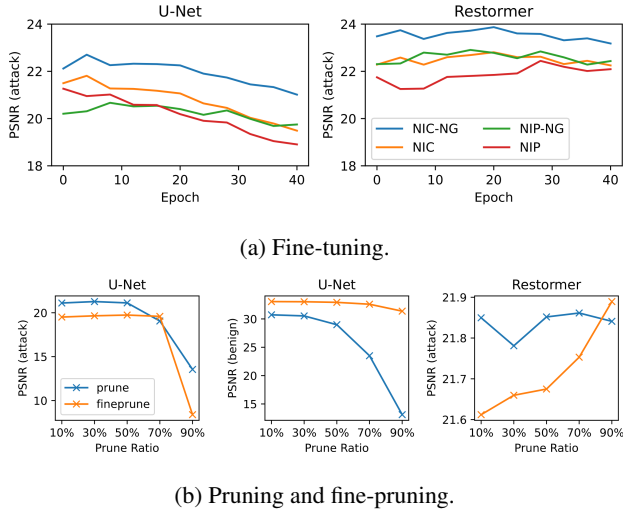 U-Net
Restormer
24
22
20
18
PSNR (attack)
0 10 20 30 40
Epoch
24
22
20
18
PSNR (attack)
NIC-NG
NIC
NIP-NG
NIP
0 10 20 30 40
Epoch
(a) Fine-tuning.
U-Net
20
15
10
PSNR (attack)
prune
fineprune
10% 30% 50% 70% 90%
Prune Ratio
U-Net
30
25
20
15
PSNR (benign)
10% 30% 50% 70% 90%
Prune Ratio
Restormer
21.9
21.8
21.7
21.6
PSNR (attack)
10% 30% 50% 70% 90%
Prune Ratio
(b) Pruning and fine-pruning.